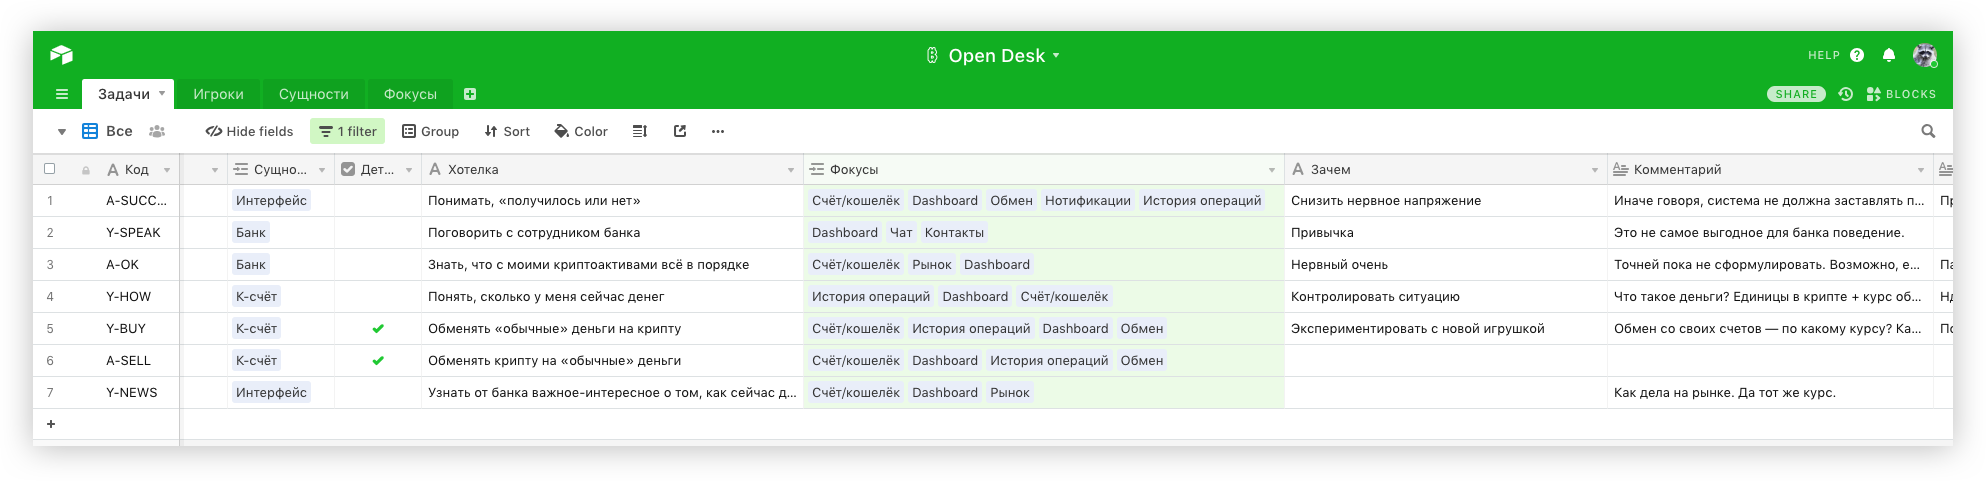 Open Desk
HELP
Задачи Игроки Сущности Фокусы
SHARE BLOCKS
Все Hide fields 1 filter Group Sort Color
Код Сущно... Дет... Хотелка Фокусы Зачем Комментарий
1 A-SUCC... Интерфейс Понимать, «получилось или нет» Счёт/кошелёк Dashboard Обмен Нотификации История операций Снизить нервное напряжение Иначе говоря, система не должна заставлять п... Пр
2 Y-SPEAK Банк Поговорить с сотрудником банка Dashboard Чат Контакты Привычка Это не самое выгодное для банка поведение.
3 A-OK Банк Знать, что с моими криптоактивами всё в порядке Счёт/кошелёк Рынок Dashboard Нервный очень Точней пока не сформулировать. Возможно, е... Па
4 Y-HOW К-счёт Понять, сколько у меня сейчас денег История операций Dashboard Счёт/кошелёк Контролировать ситуацию Что такое деньги? Единицы в крипте + курс об... Нд
5 Y-BUY К-счёт Обменять «обычные» деньги на крипту Счёт/кошелёк История операций Dashboard Обмен Экспериментировать с новой игрушкой Обмен со своих счетов — по какому курсу? Ка... По
6 A-SELL К-счёт Обменять крипту на «обычные» деньги Счёт/кошелёк Dashboard История операций Обмен
7 Y-NEWS Интерфейс Узнать от банка важное-интересное о том, как сейчас д... Счёт/кошелёк Dashboard Рынок Как дела на рынке. Да тот же курс.